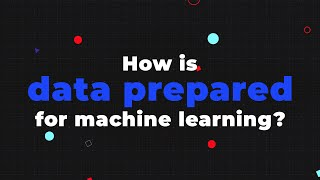 How is
data prepared
for machine learning?